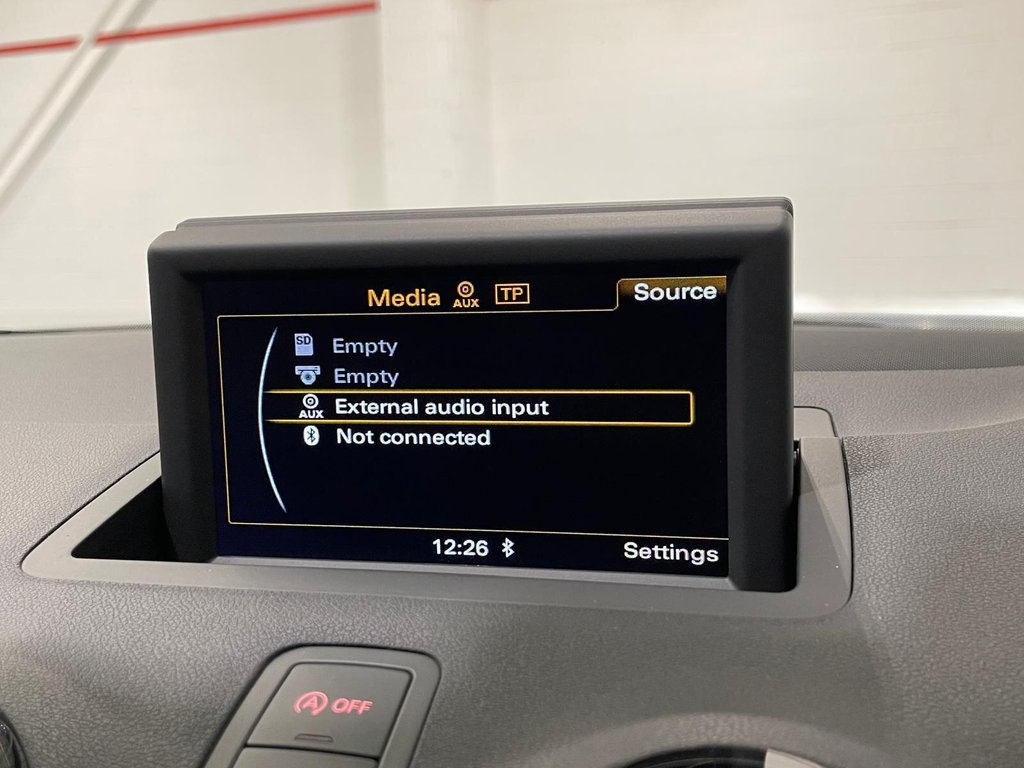 Media AUX TP Source
SD Empty
Empty
AUX External audio input
Not connected
12:26 Settings
A OFF